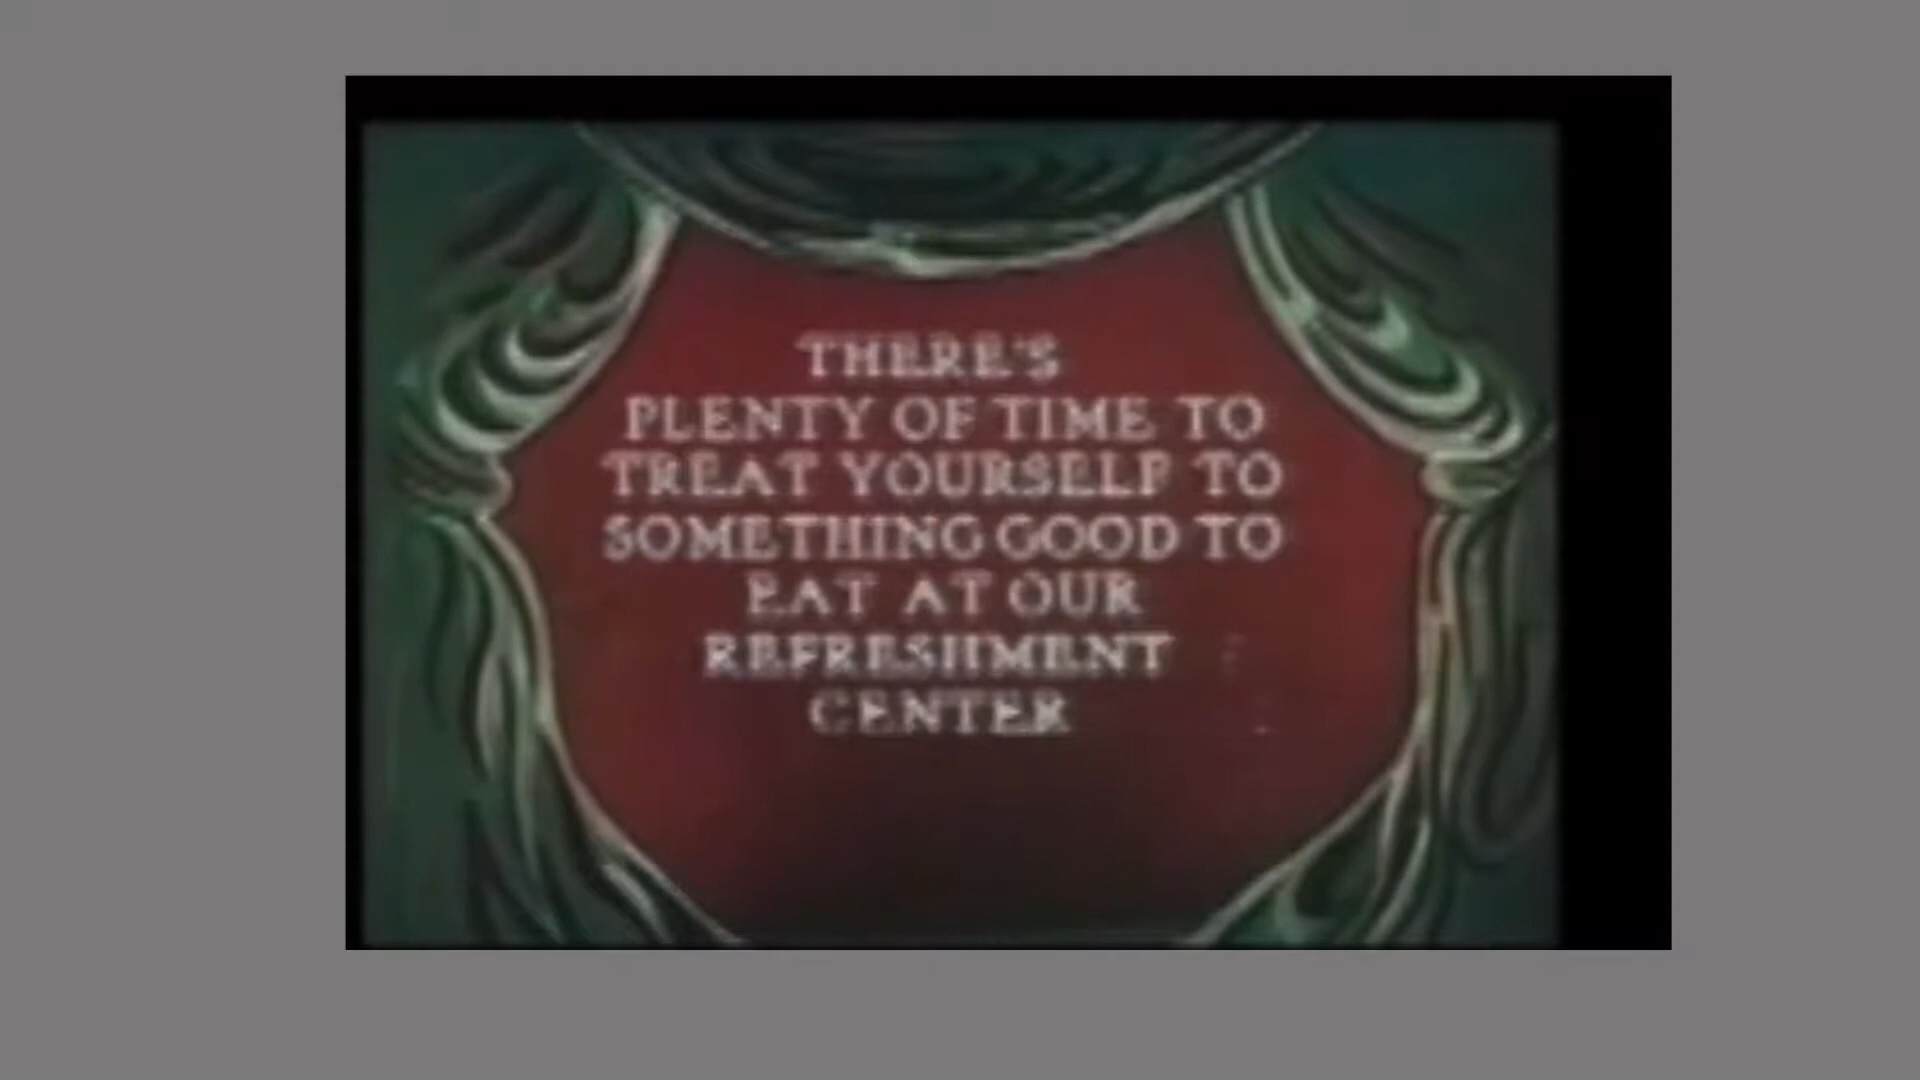 THERE'S
PLENTY OF TIME TO
TREAT YOURSELF TO
SOMETHING GOOD TO
EAT AT OUR
REFRESHMENT
CENTER